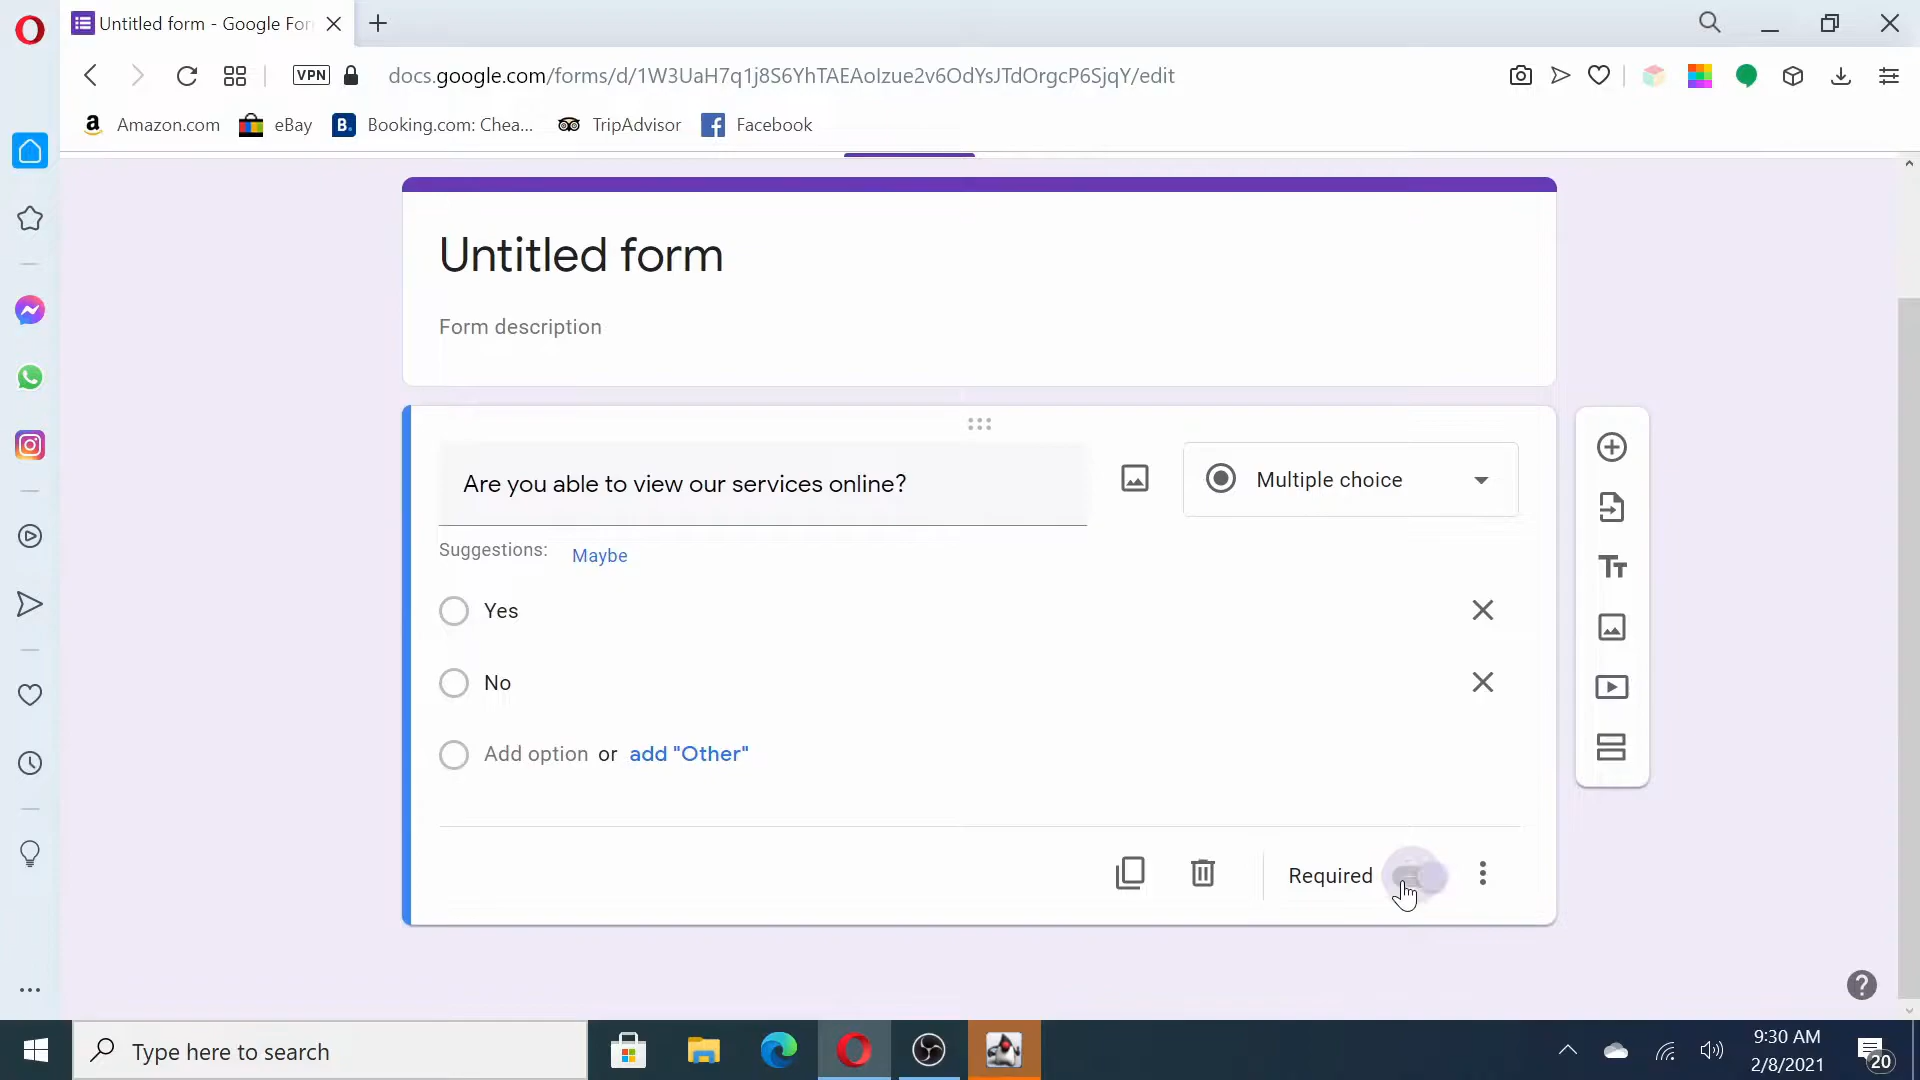 Untitled form - Google For
VPN
docs.google.com/forms/d/1W3UaH7q1j8S6YhTAEAoIzue2v6OdYsJTdOrgcP6SjqY/edit
a Amazon.com eBay B. Booking.com: Chea... TripAdvisor f Facebook
Untitled form
Form description
Are you able to view our services online?
Multiple choice
Suggestions: Maybe
Yes
No
Add option or add "Other"
Required
Tт
?
Type here to search
9:30 AM
2/8/2021
20